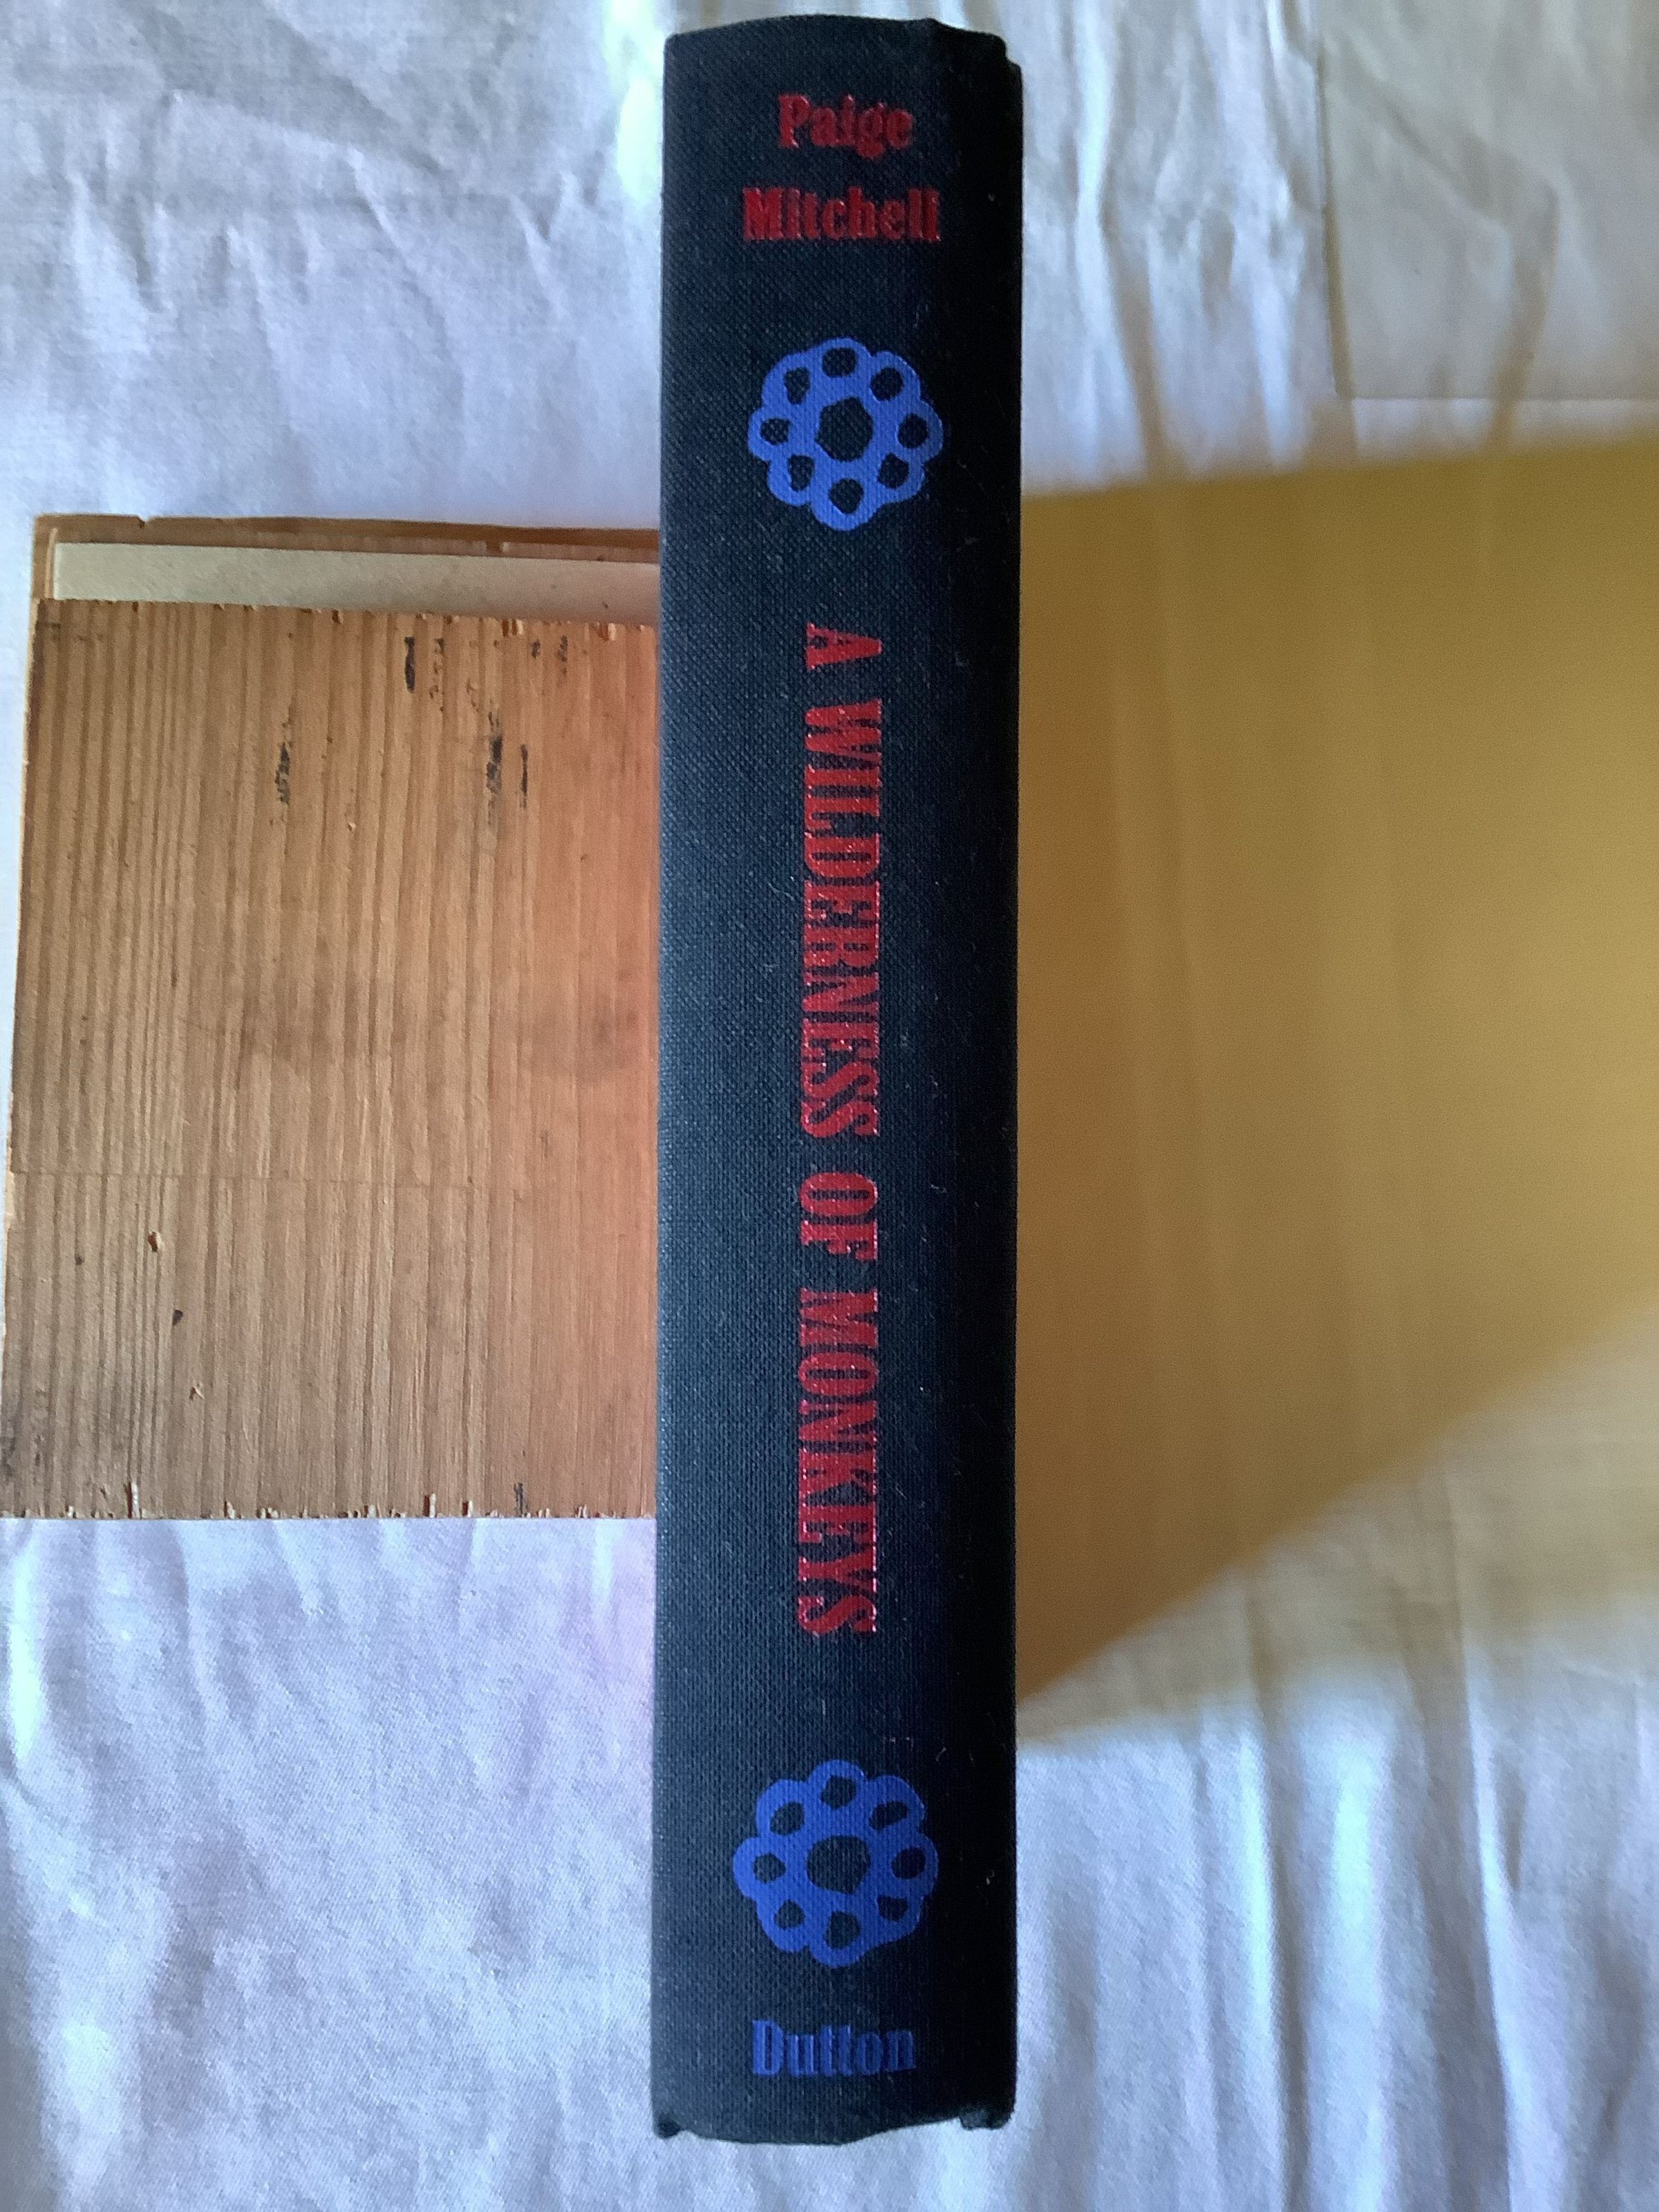 Paige
Mitchell
A WILDERNESS OF MONKEYS
Dutton